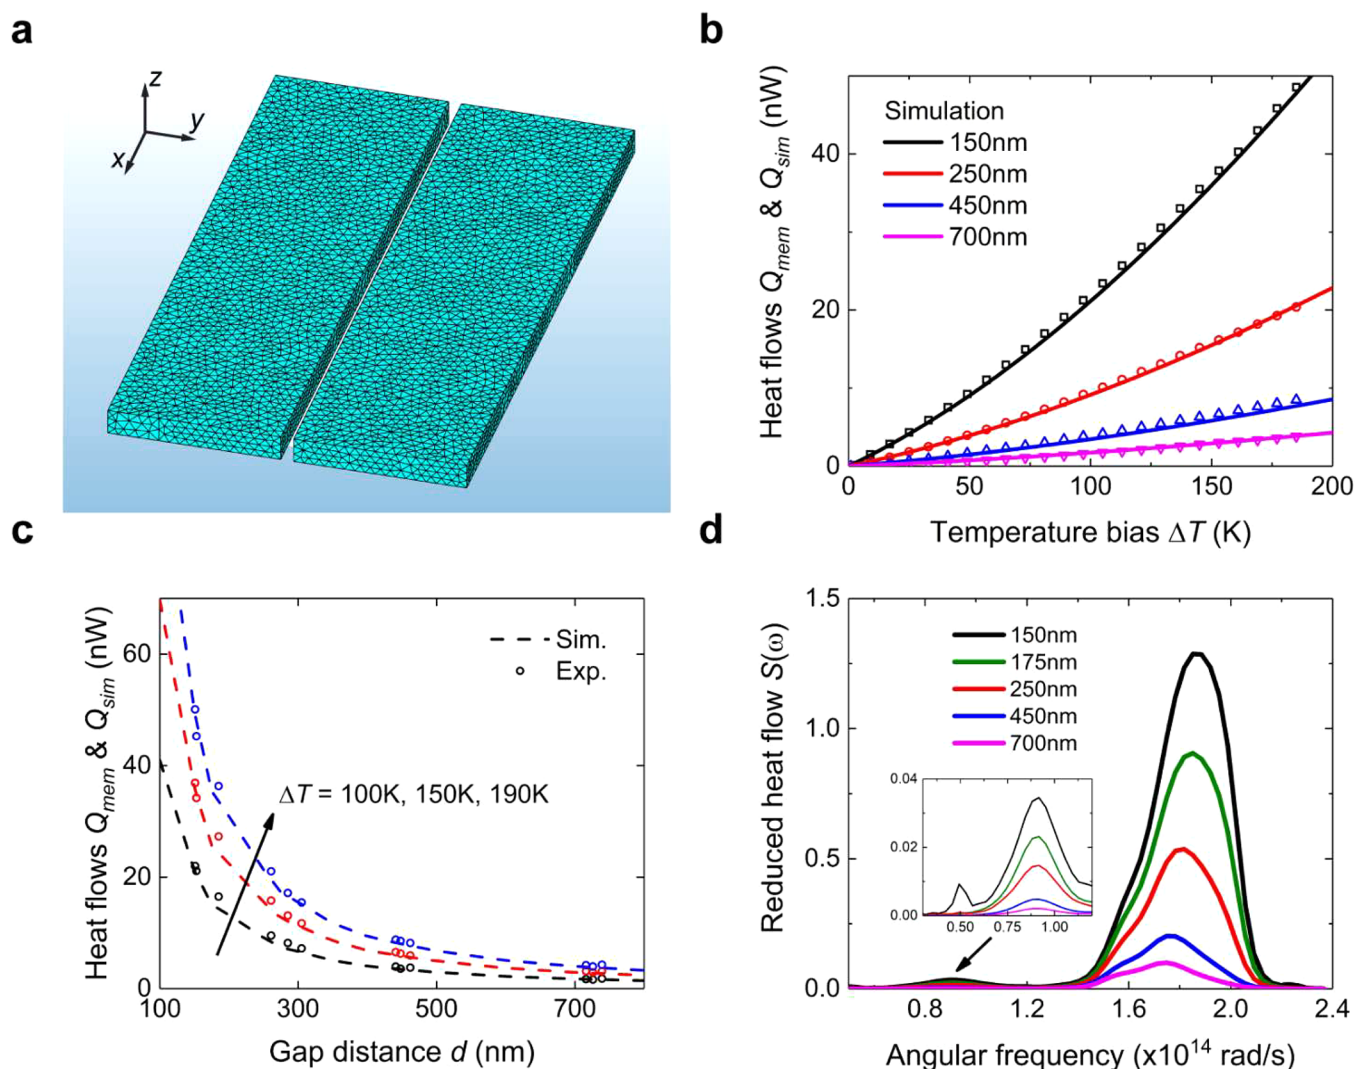 a
z
y
x
b
Heat flows Q_mem & Q_sim (nW)
40
20
0
Simulation
150nm
250nm
450nm
700nm
0 50 100 150 200
Temperature bias ΔT (K)
c
Heat flows Q_mem & Q_sim (nW)
60
40
20
0
Sim.
Exp.
ΔT = 100K, 150K, 190K
100 300 500 700
Gap distance d (nm)
d
Reduced heat flow S(ω)
1.5
1.0
0.5
0.0
150nm
175nm
250nm
450nm
700nm
0.04
0.02
0.00
0.50 0.75 1.00
0.8 1.2 1.6 2.0 2.4
Angular frequency (x10¹⁴ rad/s)